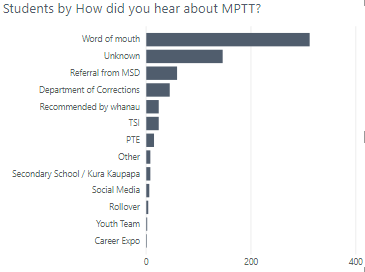 Students by How did you hear about MPTT?
Word of mouth
Unknown
Referral from MSD
Department of Corrections
Recommended by whanau
TSI
PTE
Other
Secondary School / Kura Kaupapa
Social Media
Rollover
Youth Team
Career Expo
0 200 400